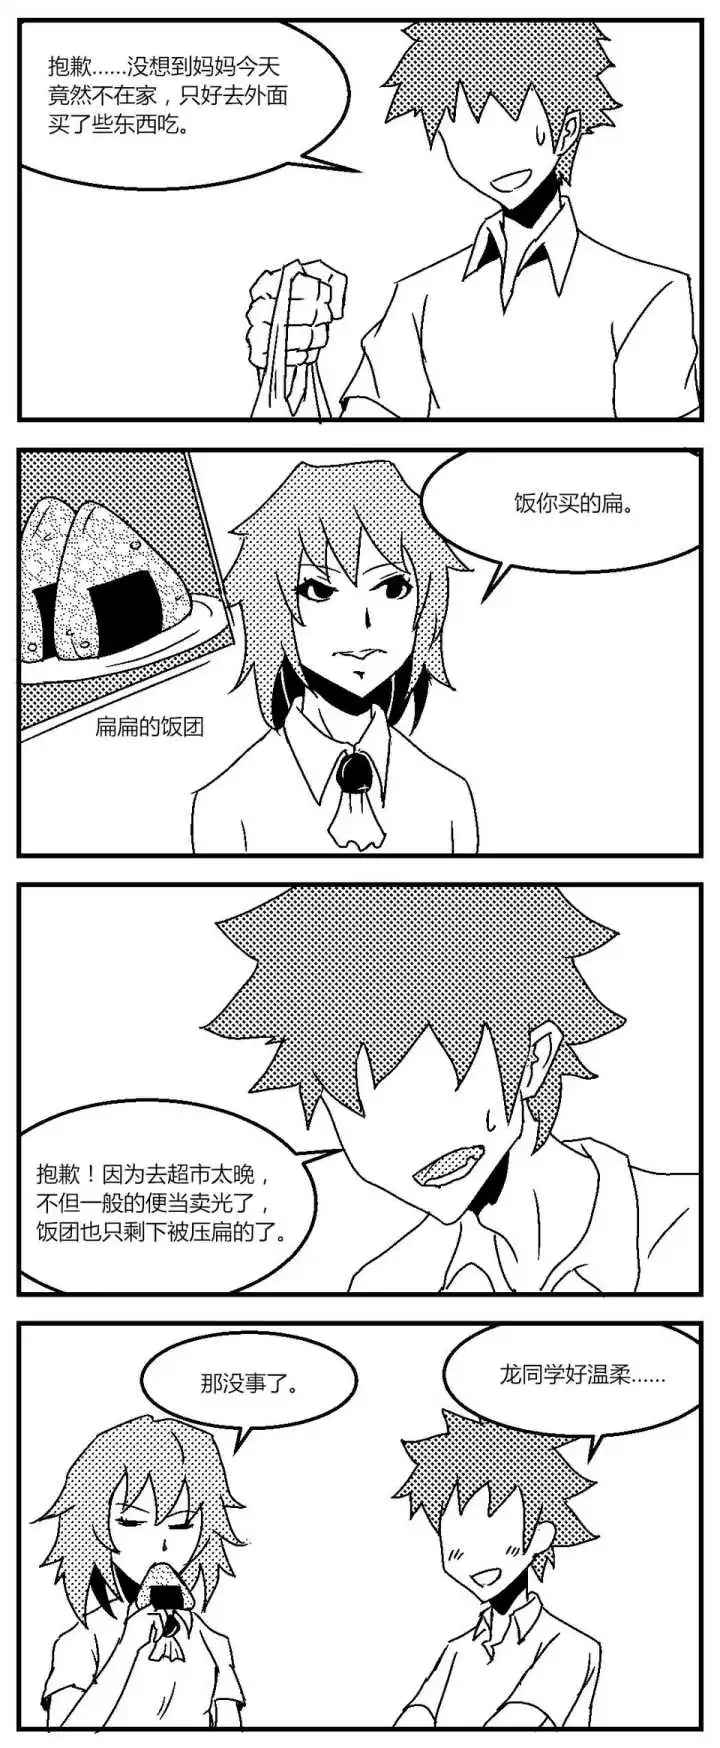 抱歉……没想到妈妈今天
竟然不在家，只好去外面
买了些东西吃。
饭你买的扁。
扁扁的饭团
抱歉！因为去超市太晚，
不但一般的便当卖光了，
饭团也只剩下被压扁的了。
那没事了。
龙同学好温柔……